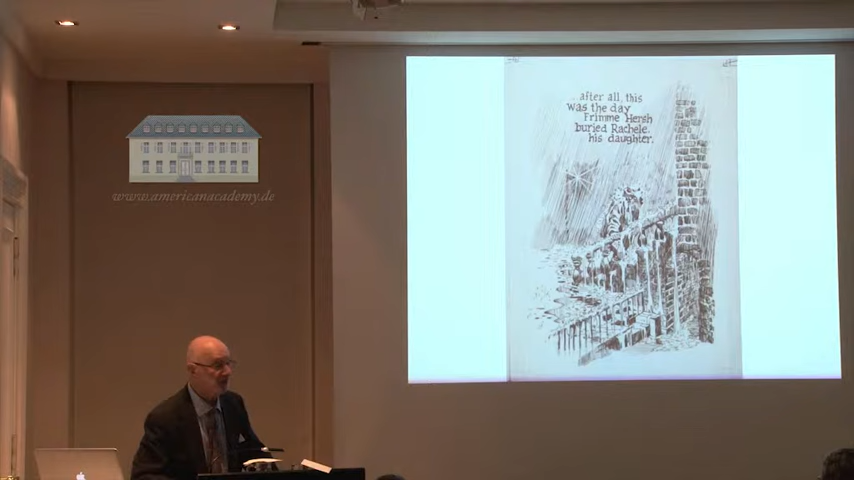 www.americanacademy.de
...after all, this
was the day
Frimme Hersh
buried Rachele,
his daughter.